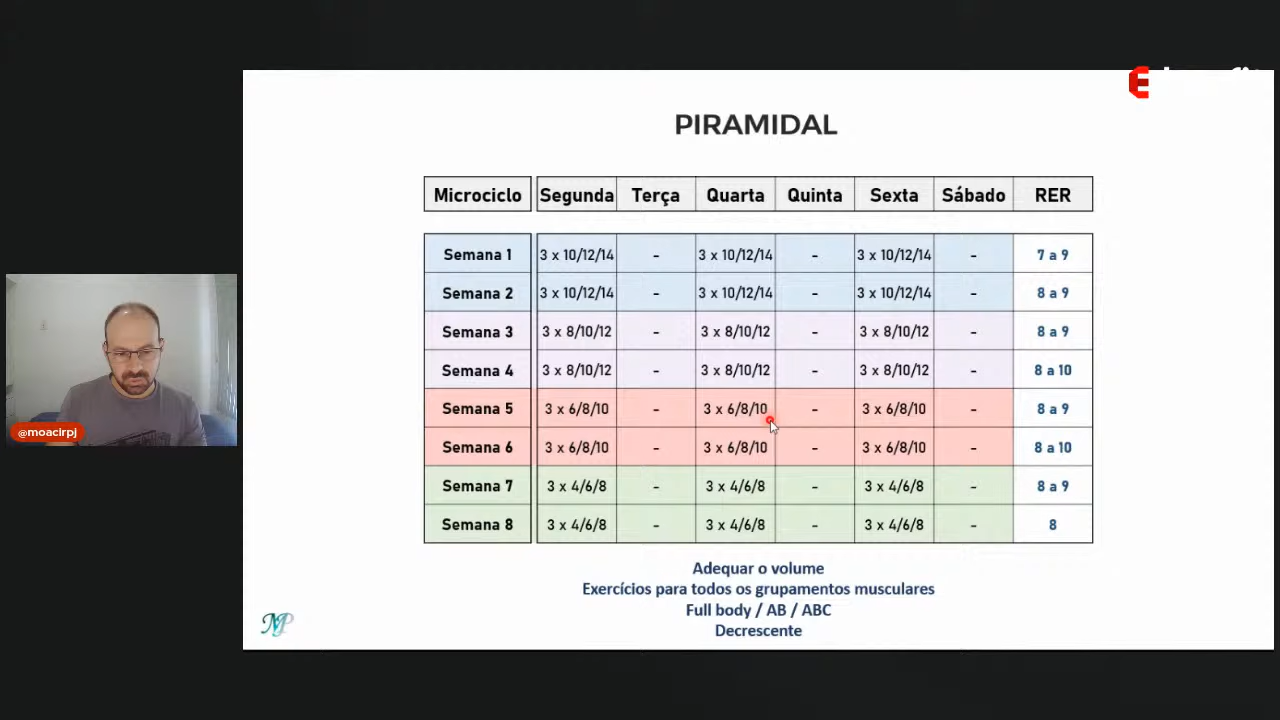 PIRAMIDAL
Microciclo Segunda Terça Quarta Quinta Sexta Sábado RER
Semana 1 3 x 10/12/14 - 3 x 10/12/14 - 3 x 10/12/14 - 7 a 9
Semana 2 3 x 10/12/14 - 3 x 10/12/14 - 3 x 10/12/14 - 8 a 9
Semana 3 3 x 8/10/12 - 3 x 8/10/12 - 3 x 8/10/12 - 8 a 9
Semana 4 3 x 8/10/12 - 3 x 8/10/12 - 3 x 8/10/12 - 8 a 10
Semana 5 3 x 6/8/10 - 3 x 6/8/10 - 3 x 6/8/10 - 8 a 9
Semana 6 3 x 6/8/10 - 3 x 6/8/10 - 3 x 6/8/10 - 8 a 10
Semana 7 3 x 4/6/8 - 3 x 4/6/8 - 3 x 4/6/8 - 8 a 9
Semana 8 3 x 4/6/8 - 3 x 4/6/8 - 3 x 4/6/8 - 8
Adequar o volume
Exercícios para todos os grupamentos musculares
Full body / AB / ABC
Decrescente
@moacirpj
MP